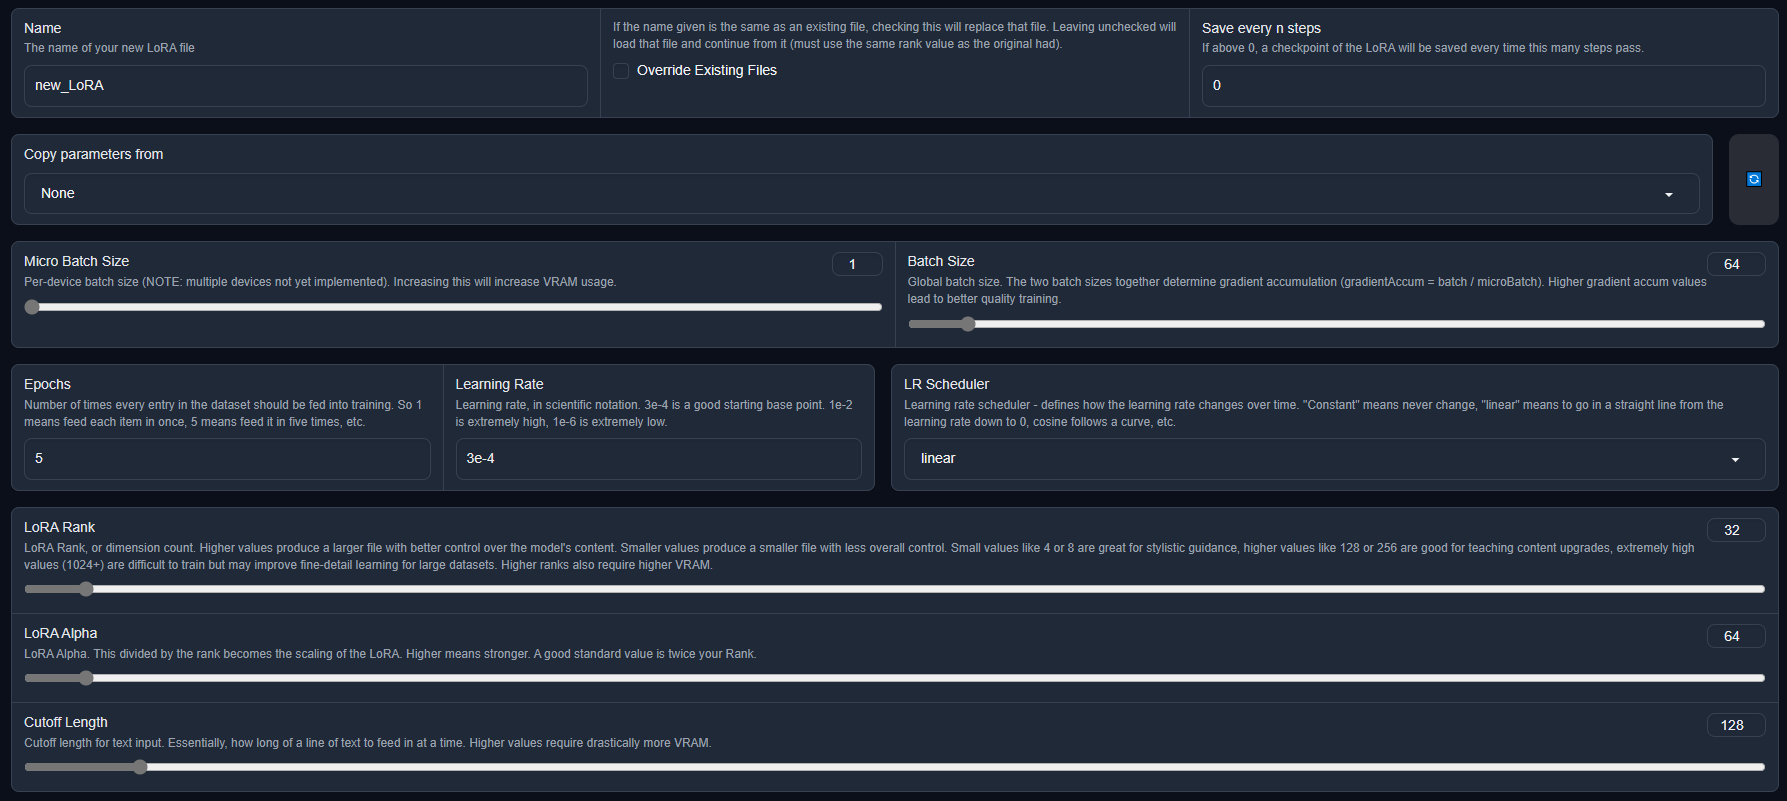 Name
The name of your new LoRA file
new_LoRA
If the name given is the same as an existing file, checking this will replace that file. Leaving unchecked will
load that file and continue from it (must use the same rank value as the original had).
Override Existing Files
Save every n steps
If above 0, a checkpoint of the LoRA will be saved every time this many steps pass.
0
Copy parameters from
None
Micro Batch Size
1
Per-device batch size (NOTE: multiple devices not yet implemented). Increasing this will increase VRAM usage.
Batch Size
64
Global batch size. The two batch sizes together determine gradient accumulation (gradientAccum = batch / microBatch). Higher gradient accum values
lead to better quality training.
Epochs
Number of times every entry in the dataset should be fed into training. So 1
means feed each item in once, 5 means feed it in five times, etc.
5
Learning Rate
Learning rate, in scientific notation. 3e-4 is a good starting base point. 1e-2
is extremely high, 1e-6 is extremely low.
3e-4
LR Scheduler
Learning rate scheduler - defines how the learning rate changes over time. "Constant" means never change, "linear" means to go in a straight line from the
learning rate down to 0, cosine follows a curve, etc.
linear
LoRA Rank
32
LoRA Rank, or dimension count. Higher values produce a larger file with better control over the model's content. Smaller values produce a smaller file with less overall control. Small values like 4 or 8 are great for stylistic guidance, higher values like 128 or 256 are good for teaching content upgrades, extremely high
values (1024+) are difficult to train but may improve fine-detail learning for large datasets. Higher ranks also require higher VRAM.
LoRA Alpha
64
LoRA Alpha. This divided by the rank becomes the scaling of the LoRA. Higher means stronger. A good standard value is twice your Rank.
Cutoff Length
128
Cutoff length for text input. Essentially, how long of a line of text to feed in at a time. Higher values require drastically more VRAM.